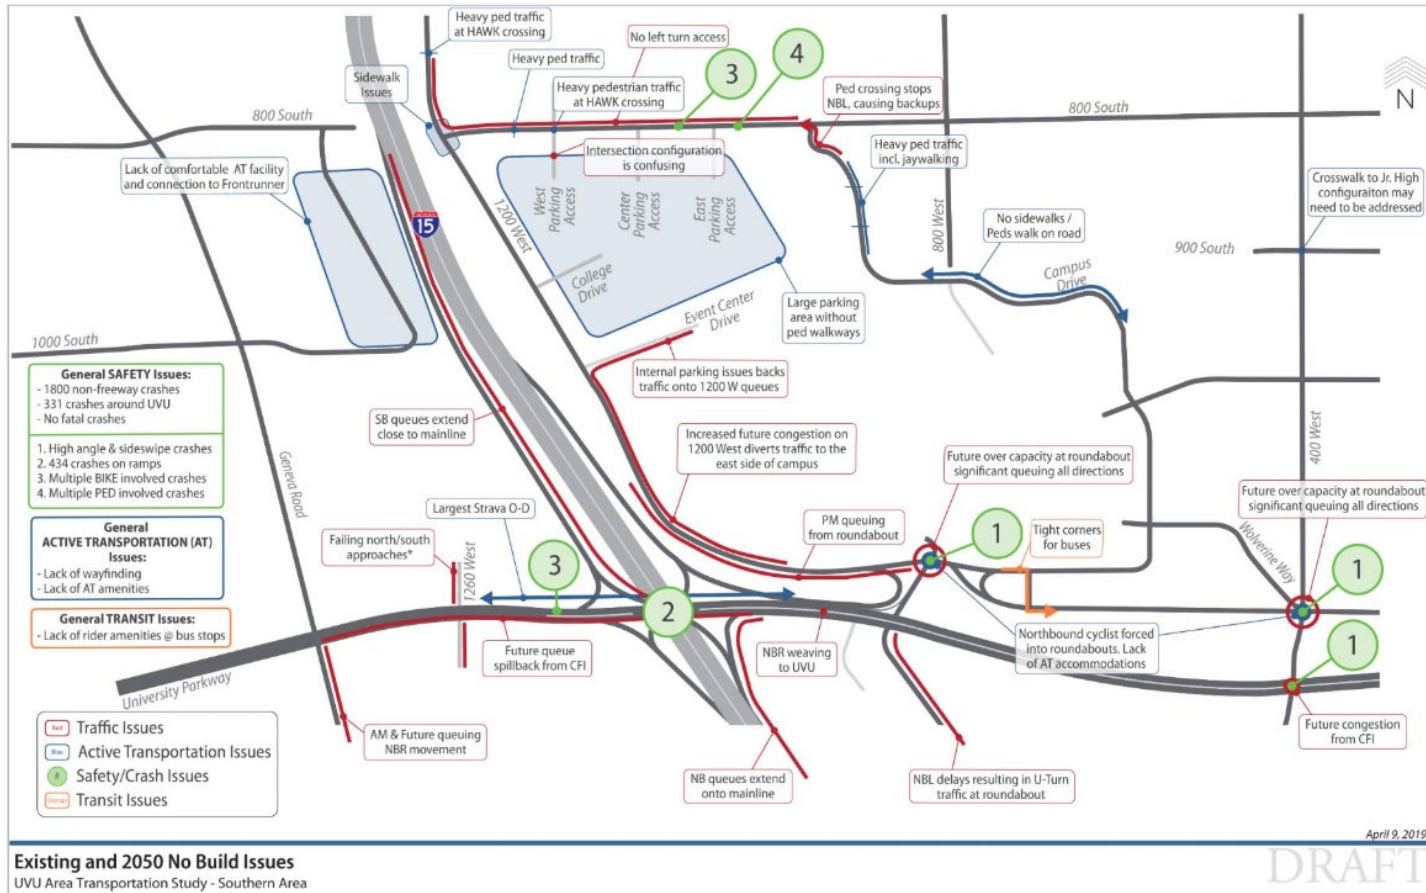 Heavy ped traffic
at HAWK crossing
No left turn access
3
4
Heavy ped traffic
Sidewalk
Issues
Heavy pedestrian traffic
at HAWK crossing
Ped crossing stops
NBL, causing backups
N
800 South
800 South
Intersection configuration
is confusing
Heavy ped traffic
incl. jaywalking
Lack of comfortable AT facility
and connection to Frontrunner
Crosswalk to Jr. High
configuraiton may
need to be addressed
15
1200 West
West
Parking
Access
Center
Parking
Access
East
Parking
Access
800 West
No sidewalks /
Peds walk on road
900 South
College
Drive
Campus
Drive
Large parking
area without
ped walkways
Event Center
Drive
1000 South
General SAFETY Issues:
- 1800 non-freeway crashes
- 331 crashes around UVU
- No fatal crashes
1. High angle & sideswipe crashes
2. 434 crashes on ramps
3. Multiple BIKE involved crashes
4. Multiple PED involved crashes
Internal parking issues backs
traffic onto 1200 W queues
SB queues extend
close to mainline
Increased future congestion on
1200 West diverts traffic to the
east side of campus
400 West
Geneva Road
Future over capacity at roundabout
significant queuing all directions
Future over capacity at roundabout
significant queuing all directions
General
ACTIVE TRANSPORTATION (AT)
Issues:
- Lack of wayfinding
- Lack of AT amenities
Largest Strava O-D
Failing north/south
approaches*
PM queuing
from roundabout
1
Tight corners
for buses
Wolverine Way
3
1260 West
1
General TRANSIT Issues:
- Lack of rider amenities @ bus stops
2
Future queue
spillback from CFI
NBR weaving
to UVU
Northbound cyclist forced
into roundabouts. Lack
of AT accommodations
1
University Parkway
Red
Traffic Issues
Blue
Active Transportation Issues
#
Safety/Crash Issues
Orange
Transit Issues
AM & Future queuing
NBR movement
NB queues extend
onto mainline
NBL delays resulting in U-Turn
traffic at roundabout
Future congestion
from CFI
April 9, 2019
Existing and 2050 No Build Issues
UVU Area Transportation Study - Southern Area
DRAFT